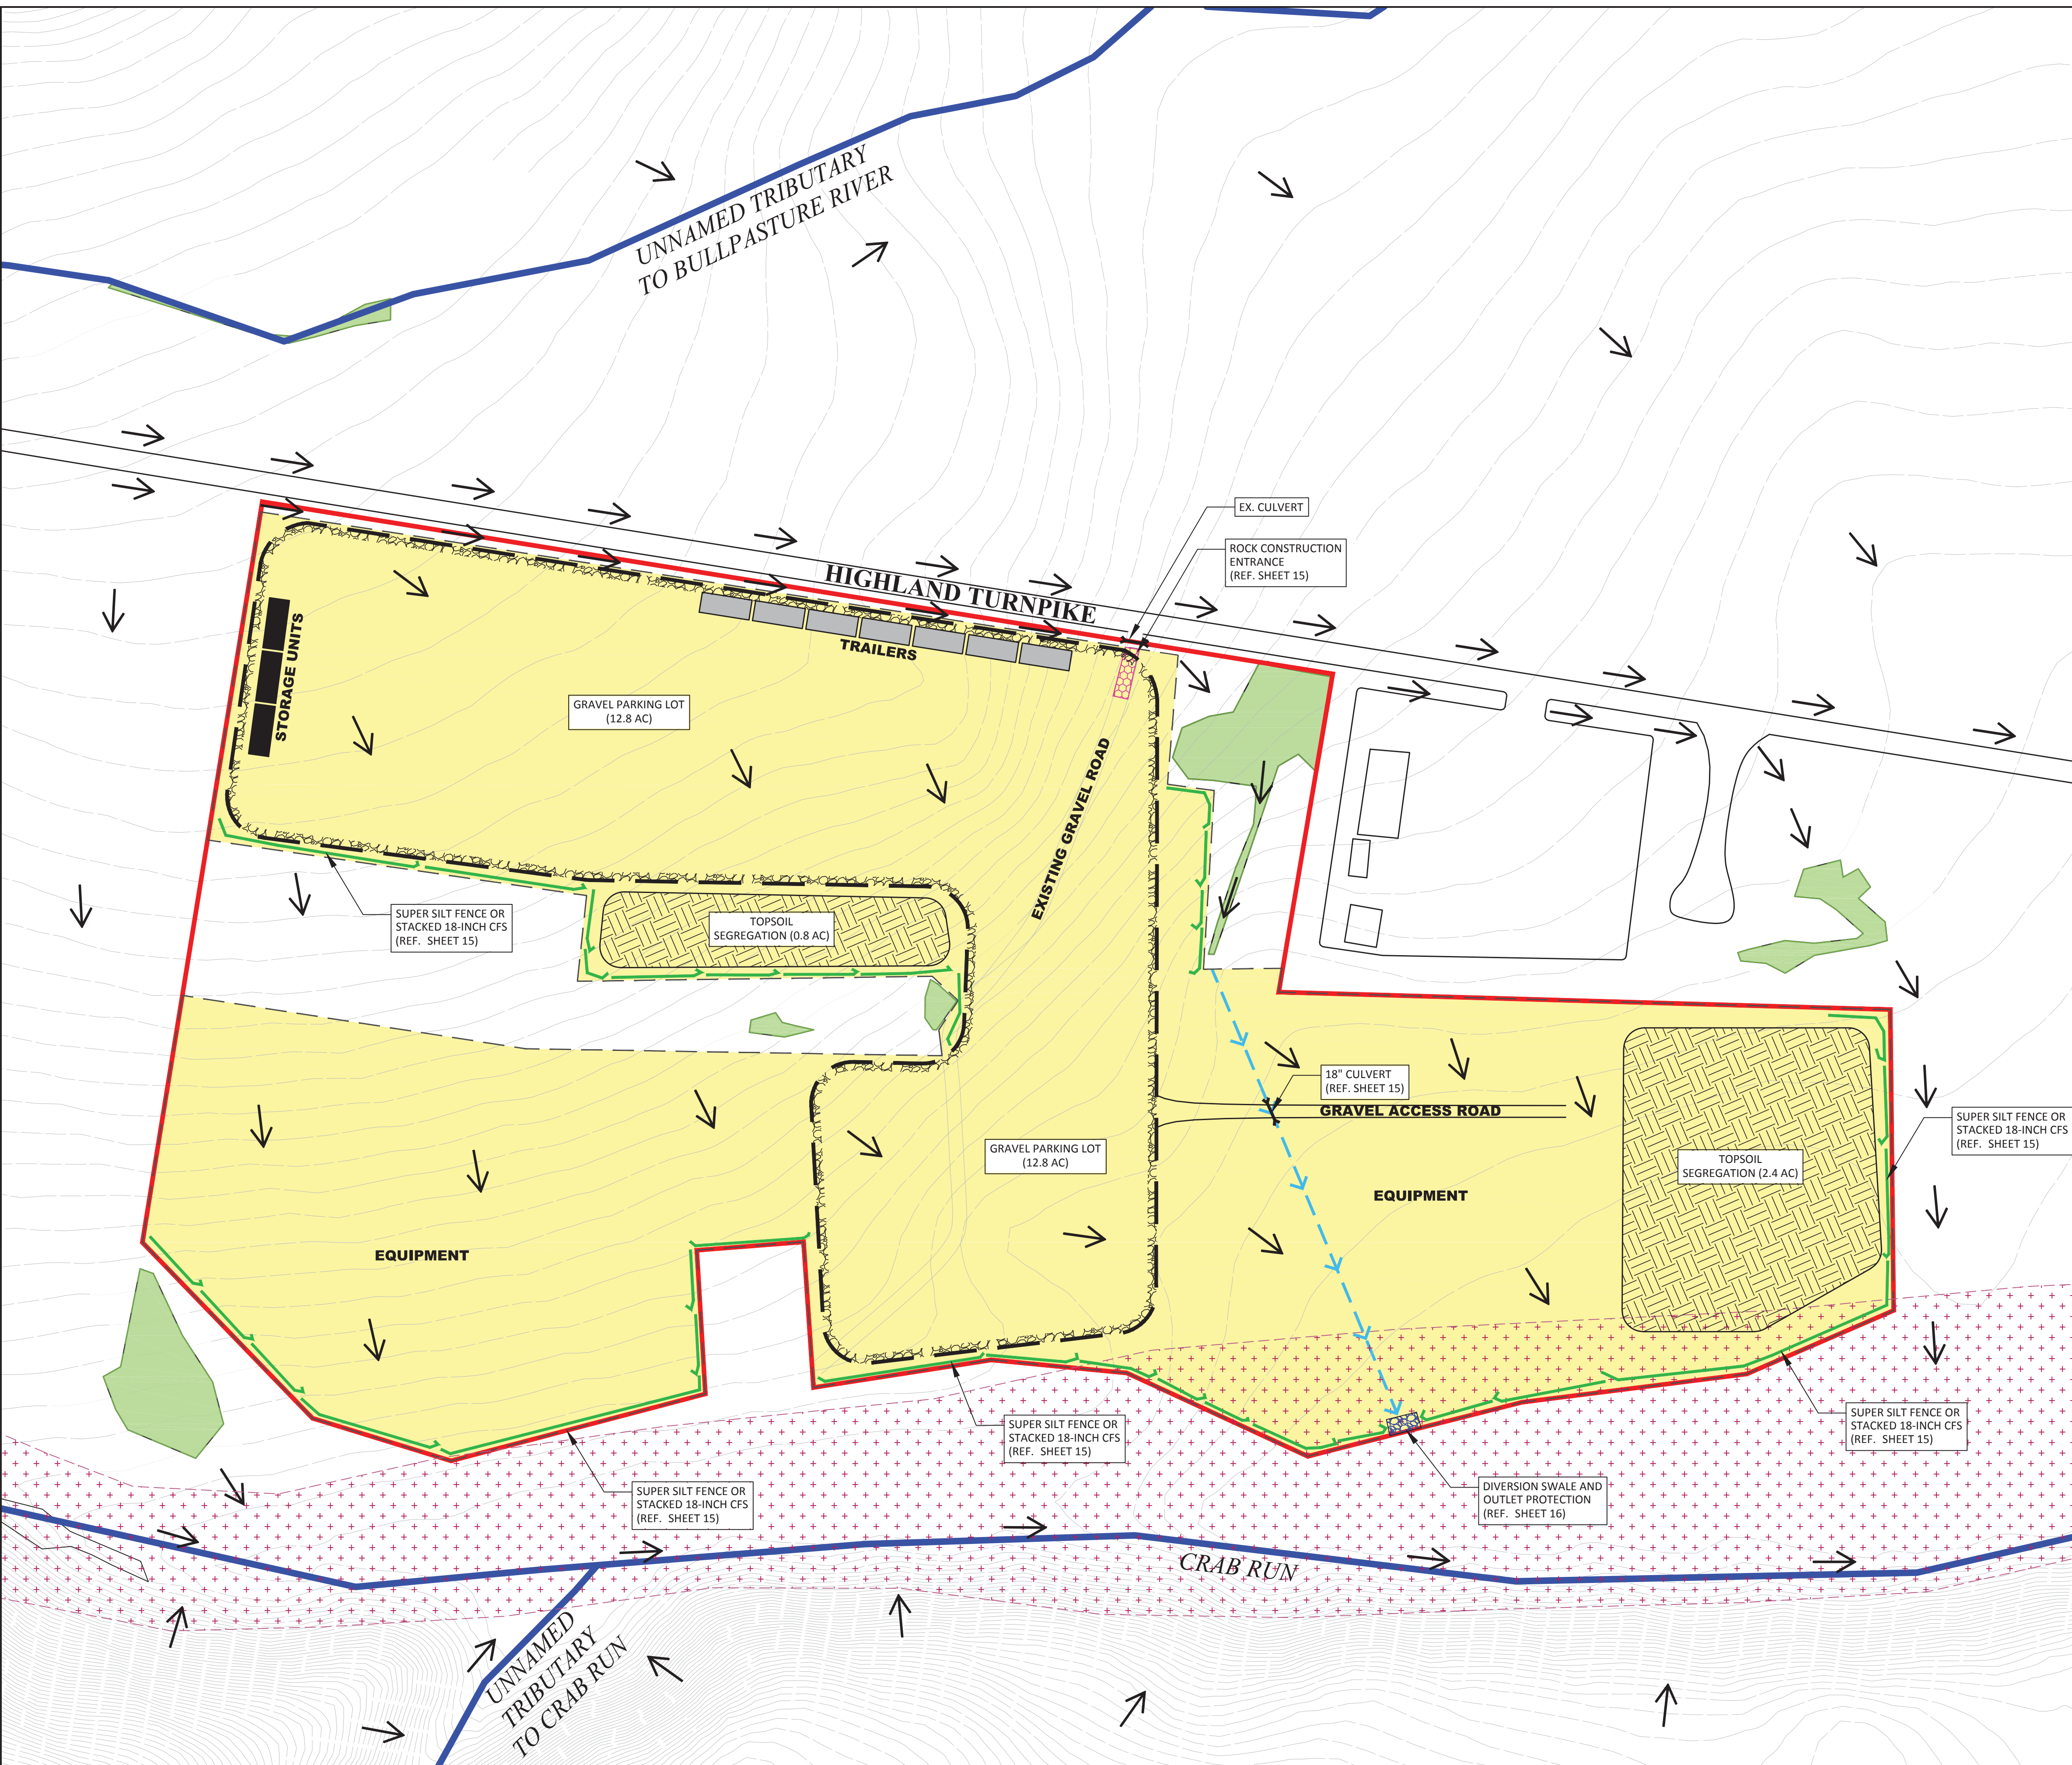 UNNAMED TRIBUTARY
TO BULLPASTURE RIVER
EX. CULVERT
ROCK CONSTRUCTION
ENTRANCE
(REF. SHEET 15)
HIGHLAND TURNPIKE
TRAILERS
STORAGE UNITS
GRAVEL PARKING LOT
(12.8 AC)
EXISTING GRAVEL ROAD
SUPER SILT FENCE OR
STACKED 18-INCH CFS
(REF. SHEET 15)
TOPSOIL
SEGREGATION (0.8 AC)
18" CULVERT
(REF. SHEET 15)
GRAVEL ACCESS ROAD
SUPER SILT FENCE OR
STACKED 18-INCH CFS
(REF. SHEET 15)
GRAVEL PARKING LOT
(12.8 AC)
TOPSOIL
SEGREGATION (2.4 AC)
EQUIPMENT
EQUIPMENT
SUPER SILT FENCE OR
STACKED 18-INCH CFS
(REF. SHEET 15)
SUPER SILT FENCE OR
STACKED 18-INCH CFS
(REF. SHEET 15)
SUPER SILT FENCE OR
STACKED 18-INCH CFS
(REF. SHEET 15)
DIVERSION SWALE AND
OUTLET PROTECTION
(REF. SHEET 16)
CRAB RUN
UNNAMED
TRIBUTARY
TO CRAB RUN